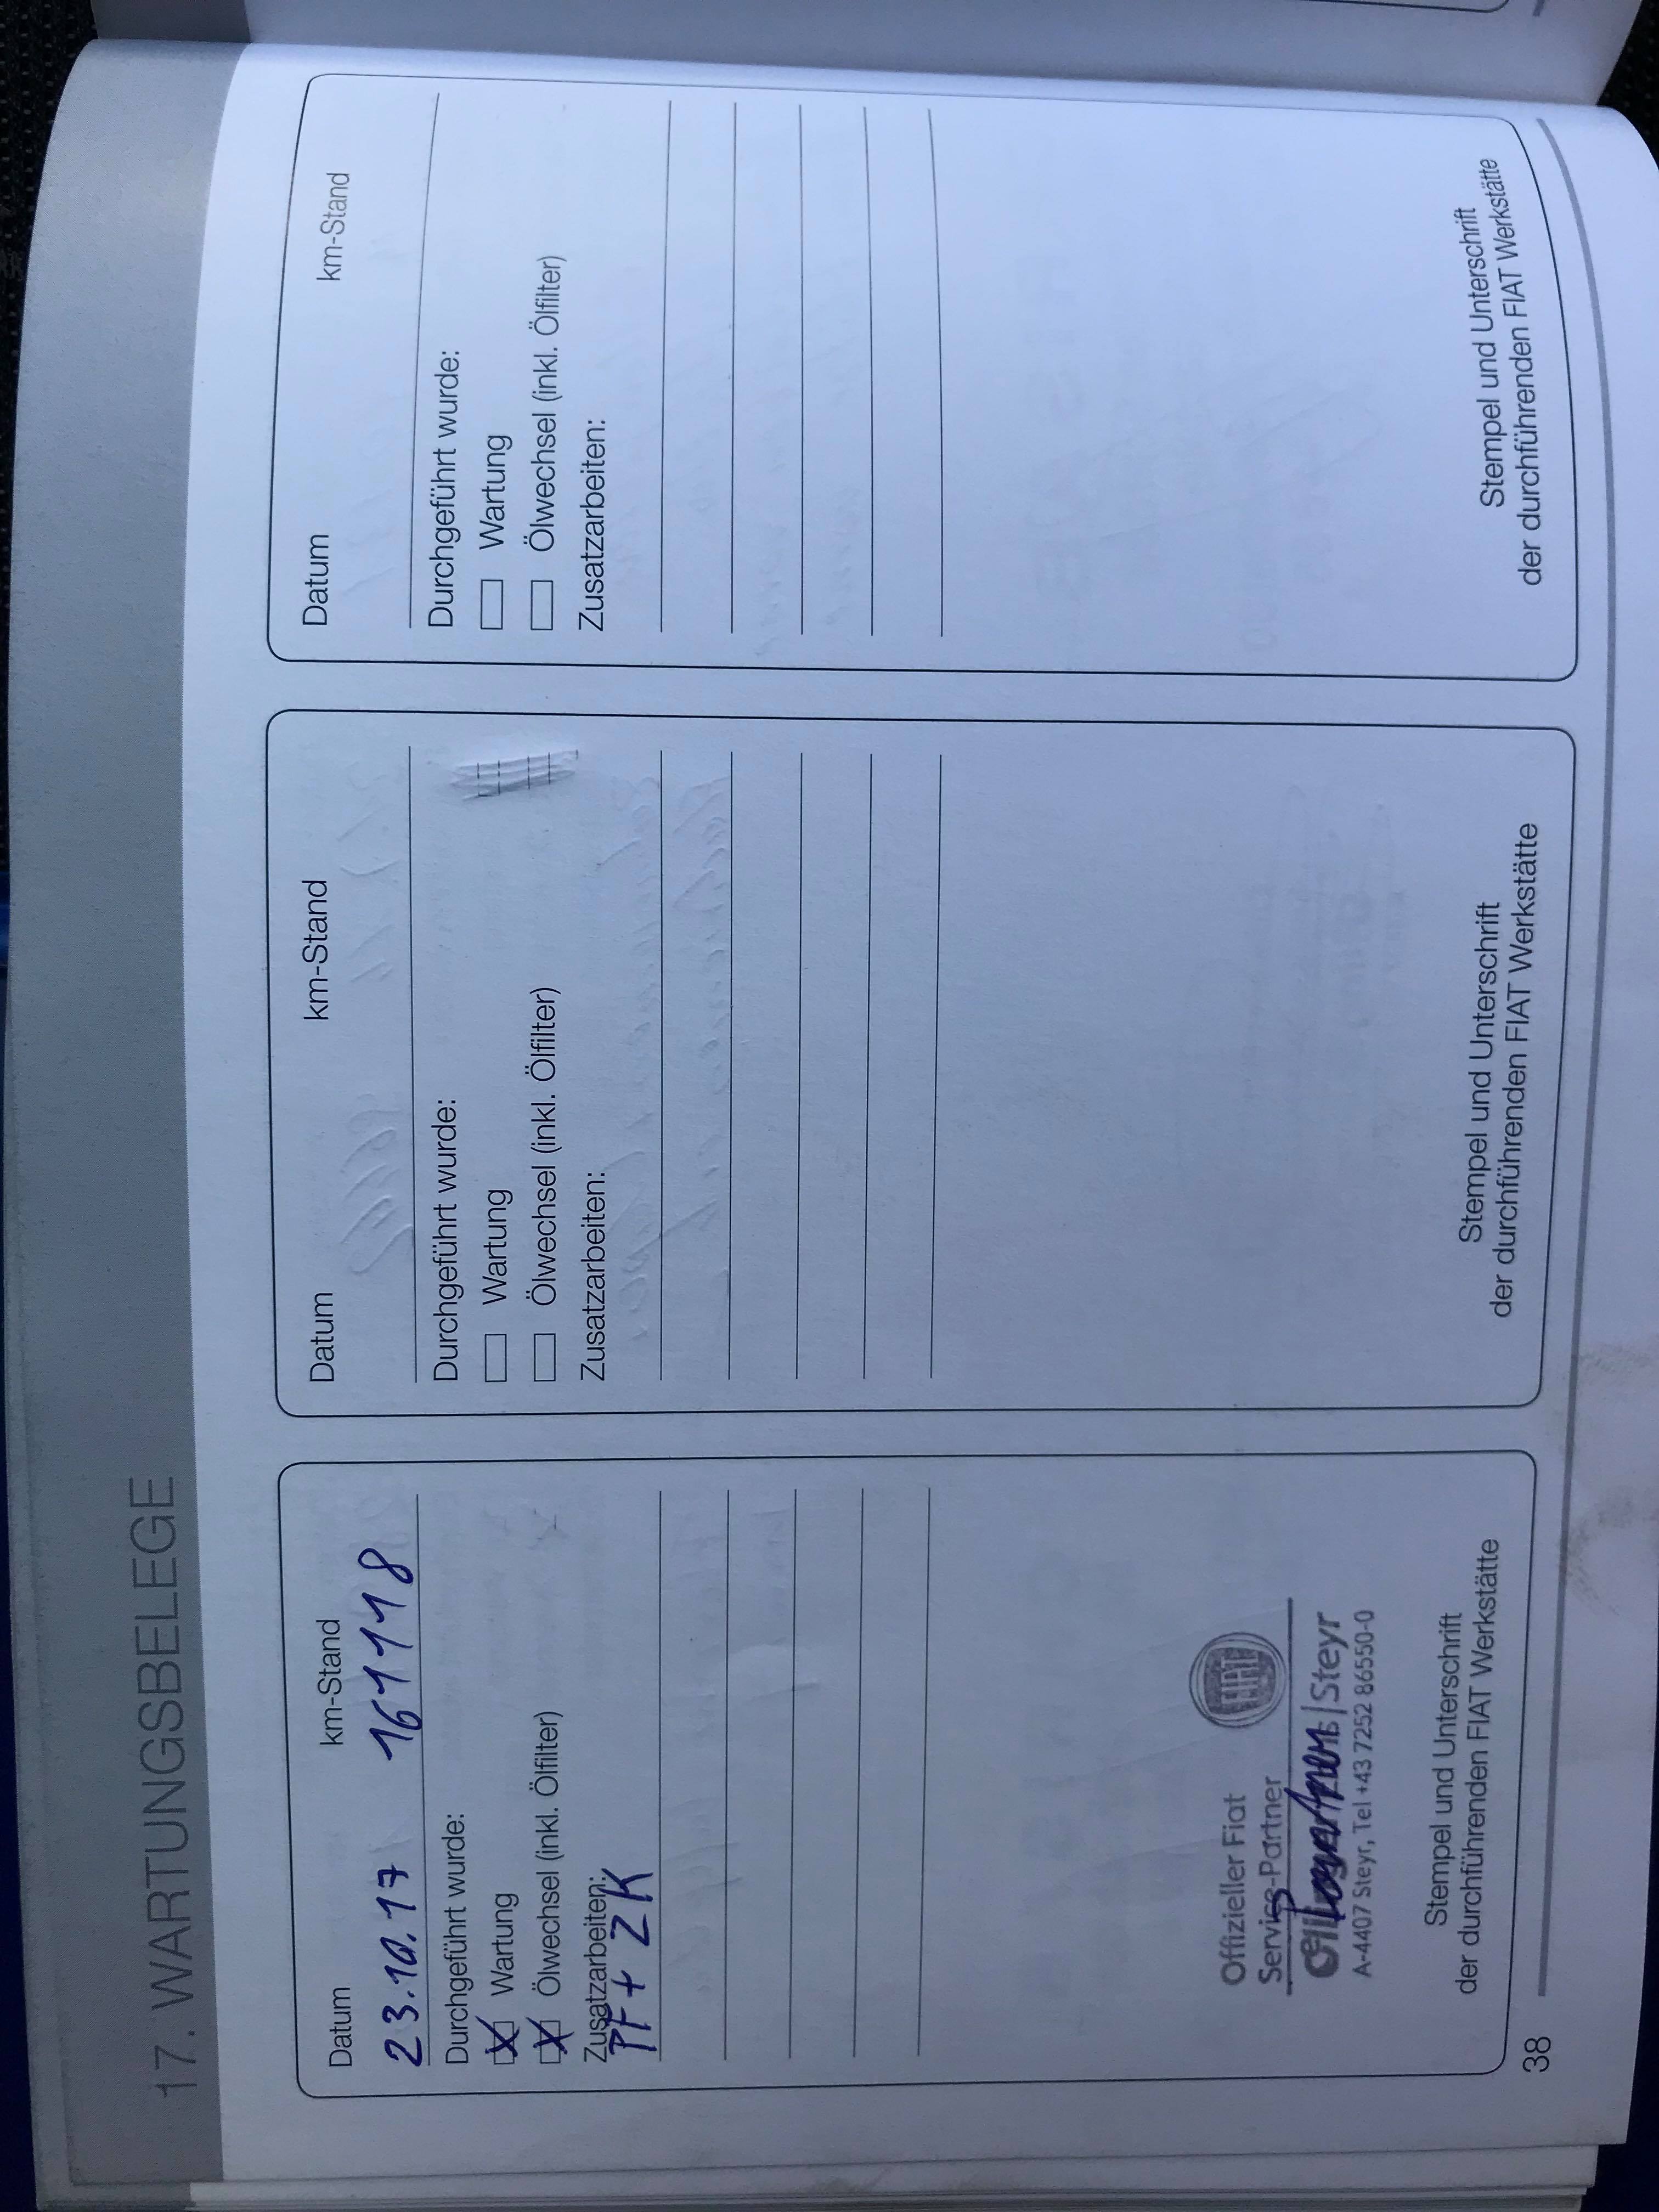 17. WARTUNGSBELEGE
Datum km-Stand
23.10.17 161118
Durchgeführt wurde:
Wartung
Ölwechsel (inkl. Ölfilter)
Zusatzarbeiten:
PF + ZK
Offizieller Fiat
Service-Partner
FIAT
Steyr
A-4407 Steyr, Tel +43 7252 86550-0
Stempel und Unterschrift
der durchführenden FIAT Werkstätte
Datum km-Stand
Durchgeführt wurde:
Wartung
Ölwechsel (inkl. Ölfilter)
Zusatzarbeiten:
Stempel und Unterschrift
der durchführenden FIAT Werkstätte
Datum km-Stand
Durchgeführt wurde:
Wartung
Ölwechsel (inkl. Ölfilter)
Zusatzarbeiten:
Stempel und Unterschrift
der durchführenden FIAT Werkstätte
38